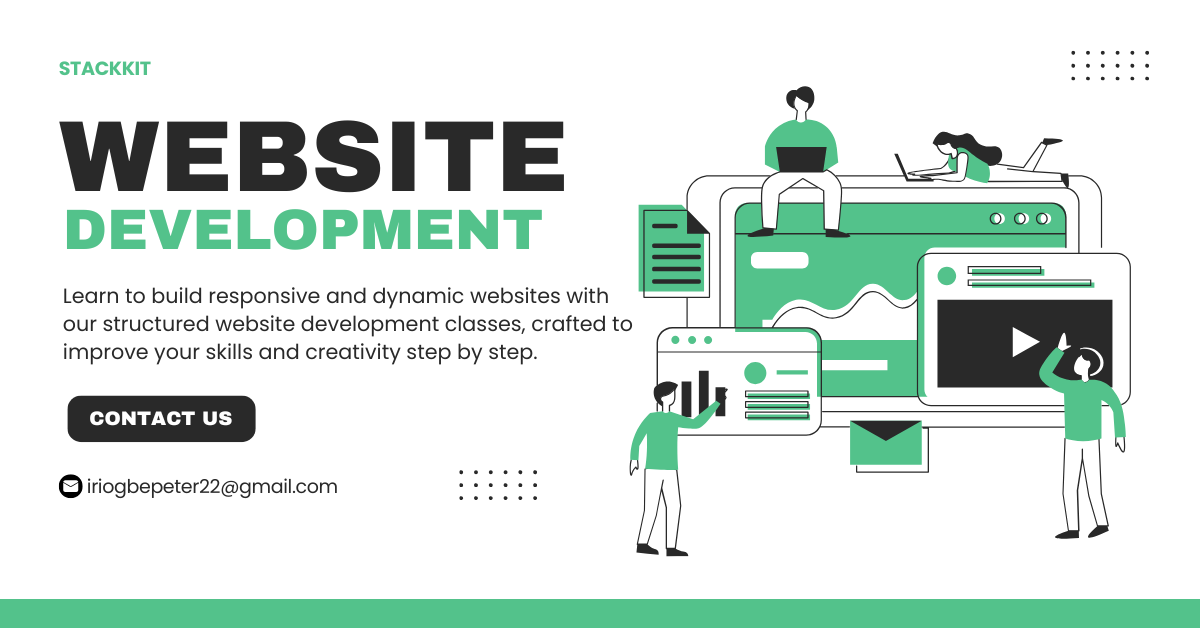 STACKKIT
WEBSITE
DEVELOPMENT
Learn to build responsive and dynamic websites with
our structured website development classes, crafted to
improve your skills and creativity step by step.
CONTACT US
iriogbepeter22@gmail.com